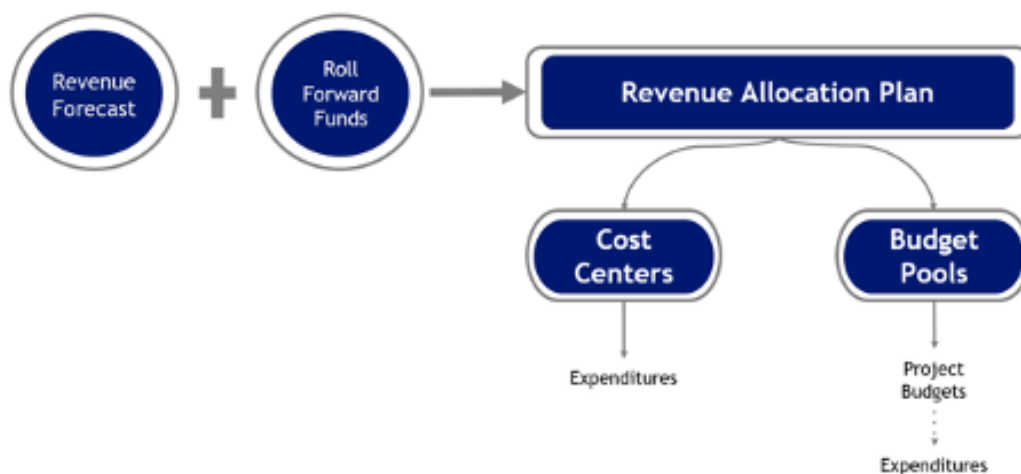 Revenue
Forecast
Roll
Forward
Funds
Revenue Allocation Plan
Cost
Centers
Budget
Pools
Expenditures
Project
Budgets
Expenditures